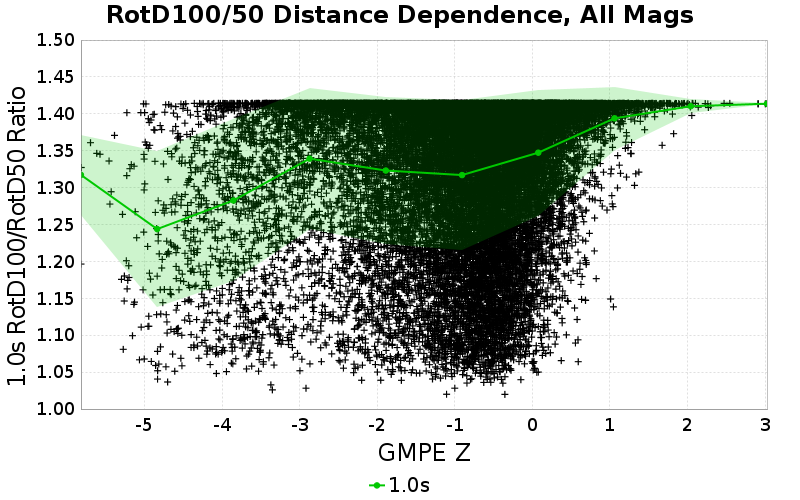 RotD100/50 Distance Dependence, All Mags
1.0s RotD100/RotD50 Ratio
1.50
1.45
1.40
1.35
1.30
1.25
1.20
1.15
1.10
1.05
1.00
-5 -4 -3 -2 -1 0 1 2 3
GMPE Z
1.0s